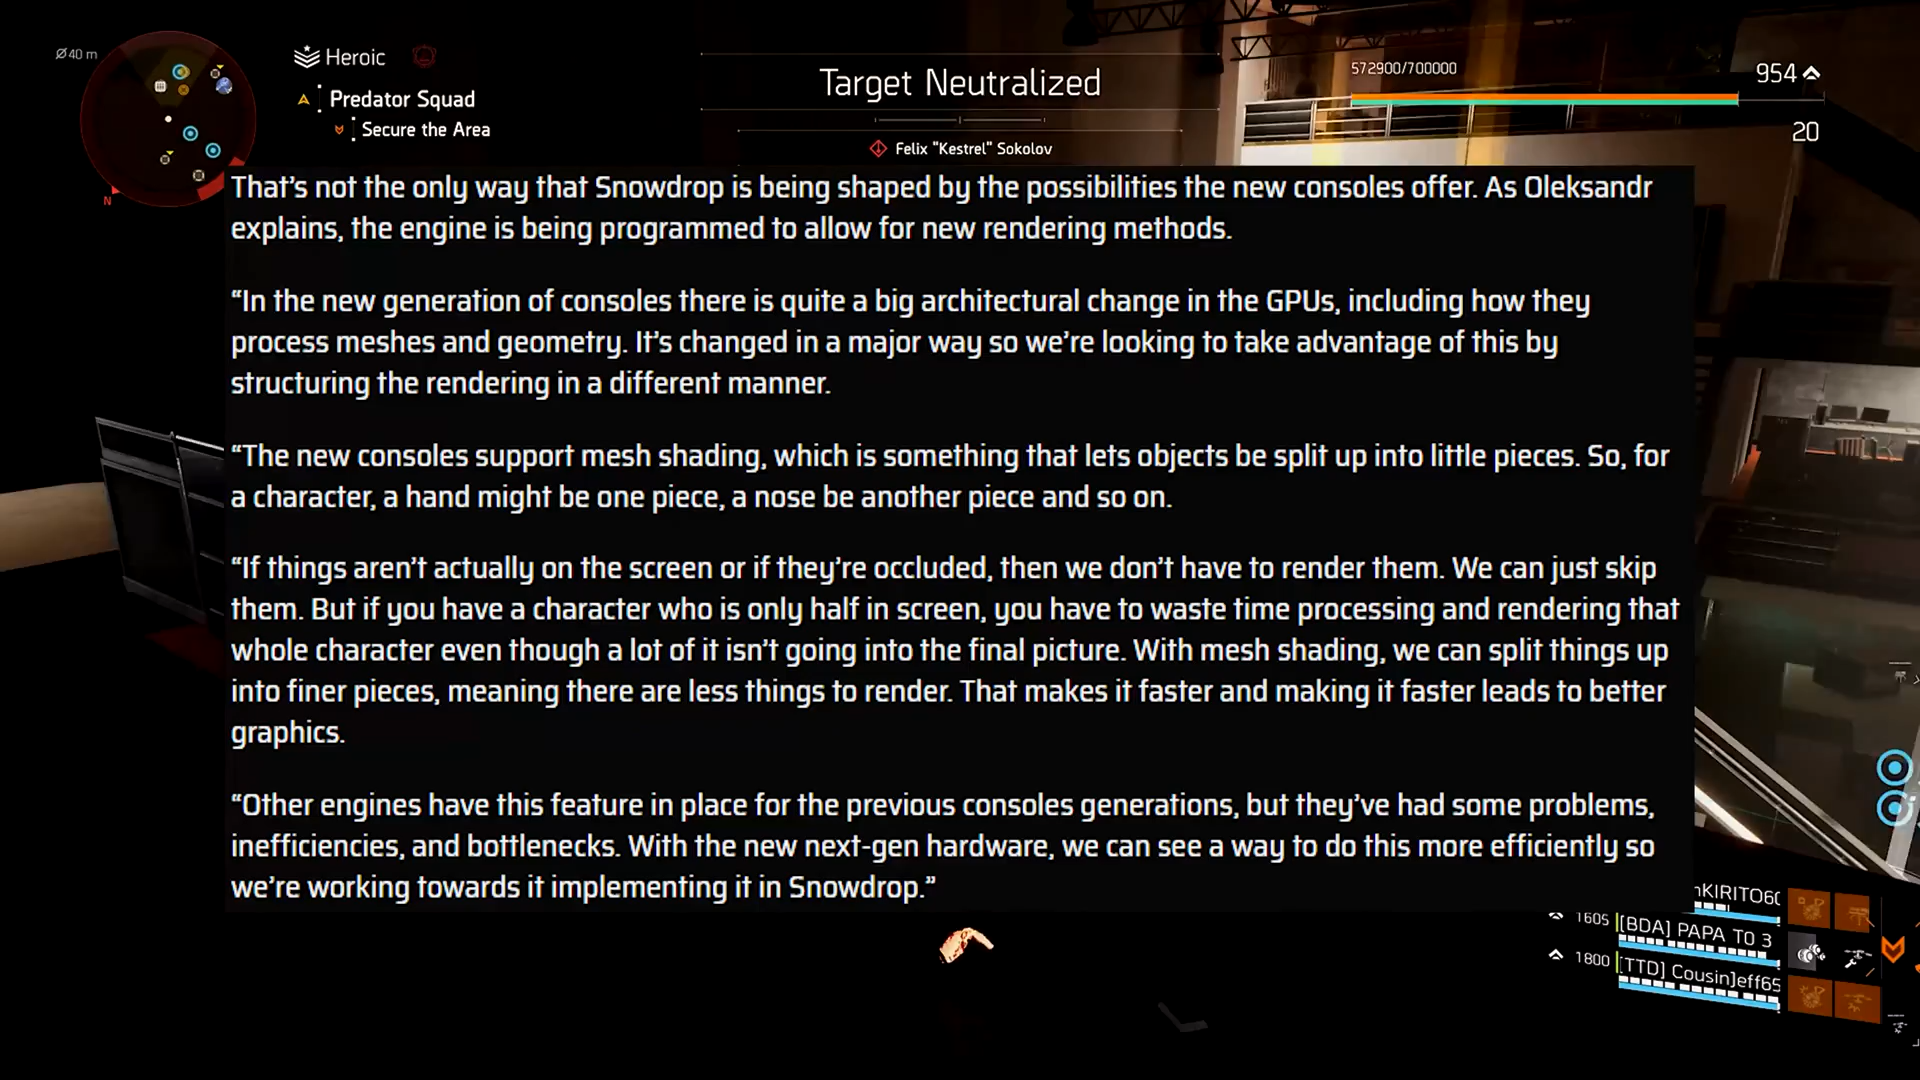 Ø40 m
N
Heroic
Predator Squad
Secure the Area
Target Neutralized
Felix "Kestrel" Sokolov
572900/700000
954
20
That’s not the only way that Snowdrop is being shaped by the possibilities the new consoles offer. As Oleksandr
explains, the engine is being programmed to allow for new rendering methods.
“In the new generation of consoles there is quite a big architectural change in the GPUs, including how they
process meshes and geometry. It’s changed in a major way so we’re looking to take advantage of this by
structuring the rendering in a different manner.
“The new consoles support mesh shading, which is something that lets objects be split up into little pieces. So, for
a character, a hand might be one piece, a nose be another piece and so on.
“If things aren’t actually on the screen or if they’re occluded, then we don’t have to render them. We can just skip
them. But if you have a character who is only half in screen, you have to waste time processing and rendering that
whole character even though a lot of it isn’t going into the final picture. With mesh shading, we can split things up
into finer pieces, meaning there are less things to render. That makes it faster and making it faster leads to better
graphics.
“Other engines have this feature in place for the previous consoles generations, but they’ve had some problems,
inefficiencies, and bottlenecks. With the new next-gen hardware, we can see a way to do this more efficiently so
we’re working towards it implementing it in Snowdrop.”
1605 [BDA] PAPA TO 3
1800 [TTD] CousinJeff65